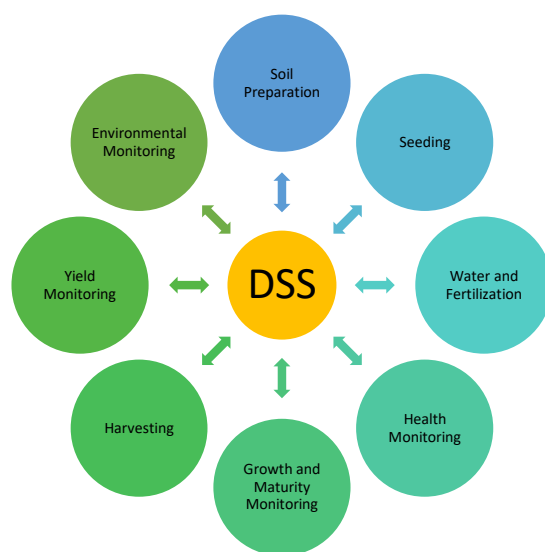 Soil
Preparation
Seeding
Water and
Fertilization
Health
Monitoring
Growth and
Maturity
Monitoring
Harvesting
Yield
Monitoring
Environmental
Monitoring
DSS